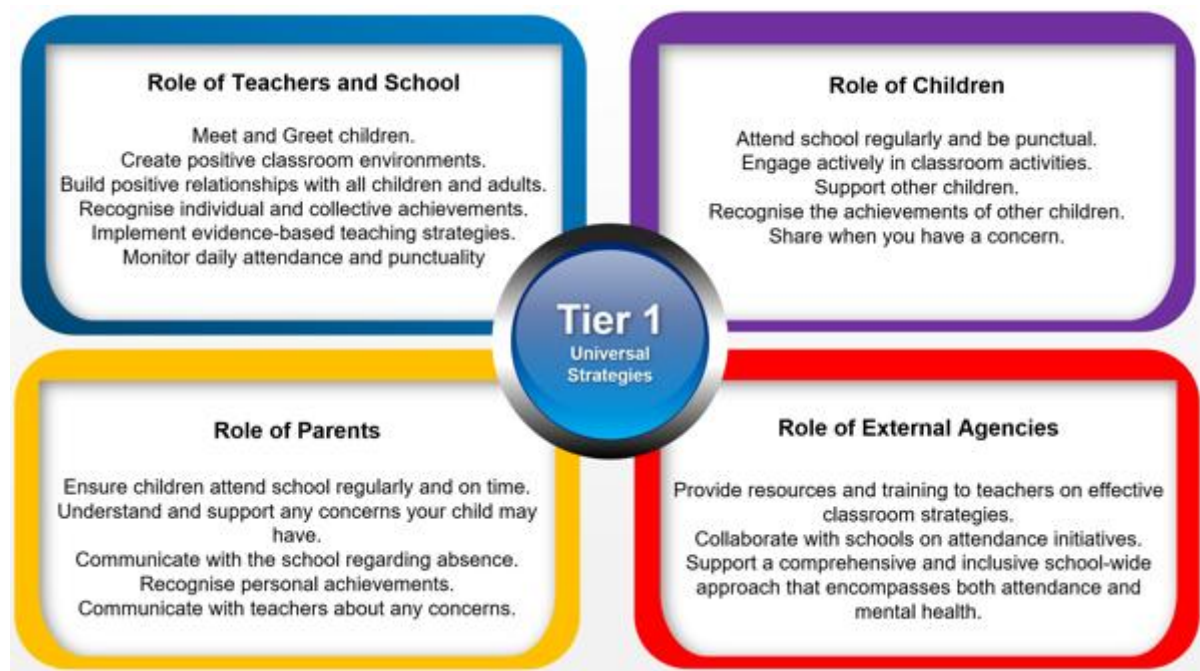 Role of Teachers and School
Meet and Greet children.
Create positive classroom environments.
Build positive relationships with all children and adults.
Recognise individual and collective achievements.
Implement evidence-based teaching strategies.
Monitor daily attendance and punctuality
Role of Children
Attend school regularly and be punctual.
Engage actively in classroom activities.
Support other children.
Recognise the achievements of other children.
Share when you have a concern.
Tier 1
Universal
Strategies
Role of Parents
Ensure children attend school regularly and on time.
Understand and support any concerns your child may
have.
Communicate with the school regarding absence.
Recognise personal achievements.
Communicate with teachers about any concerns.
Role of External Agencies
Provide resources and training to teachers on effective
classroom strategies.
Collaborate with schools on attendance initiatives.
Support a comprehensive and inclusive school-wide
approach that encompasses both attendance and
mental health.